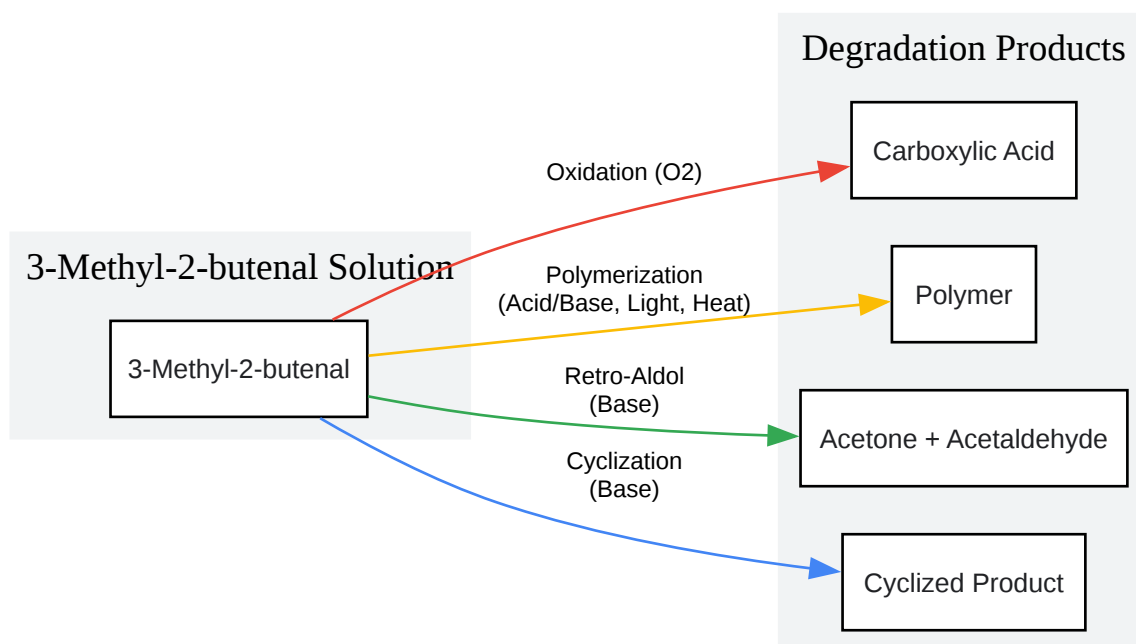 Degradation Products
Carboxylic Acid
Oxidation (O2)
3-Methyl-2-butenal Solution
Polymerization
(Acid/Base, Light, Heat)
Polymer
3-Methyl-2-butenal
Retro-Aldol
(Base)
Acetone + Acetaldehyde
Cyclization
(Base)
Cyclized Product